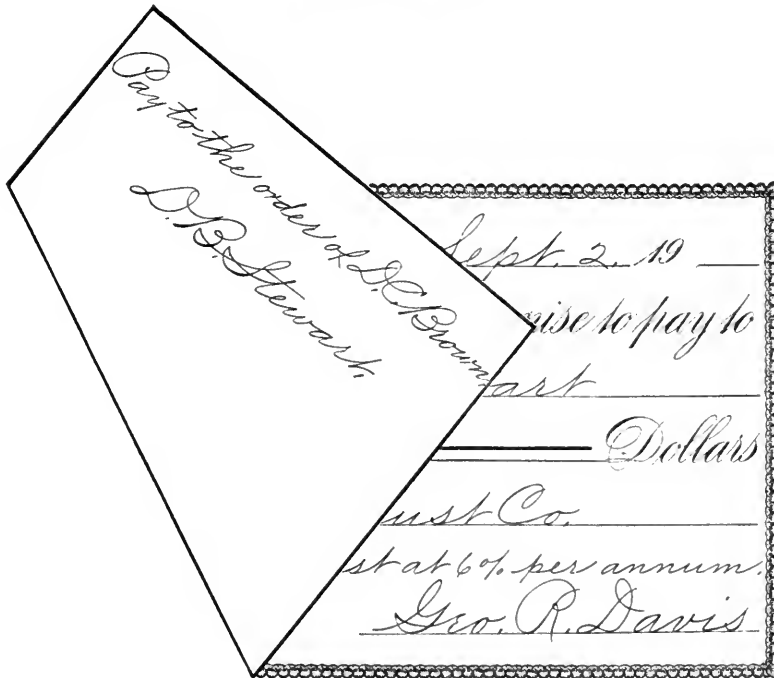 Pay to the order of D.C. Brown
D. B. Stewart.
Sept. 2, 19
nise to pay to
art
Dollars
ust Co.
st at 6% per annum.
Geo. R. Davis